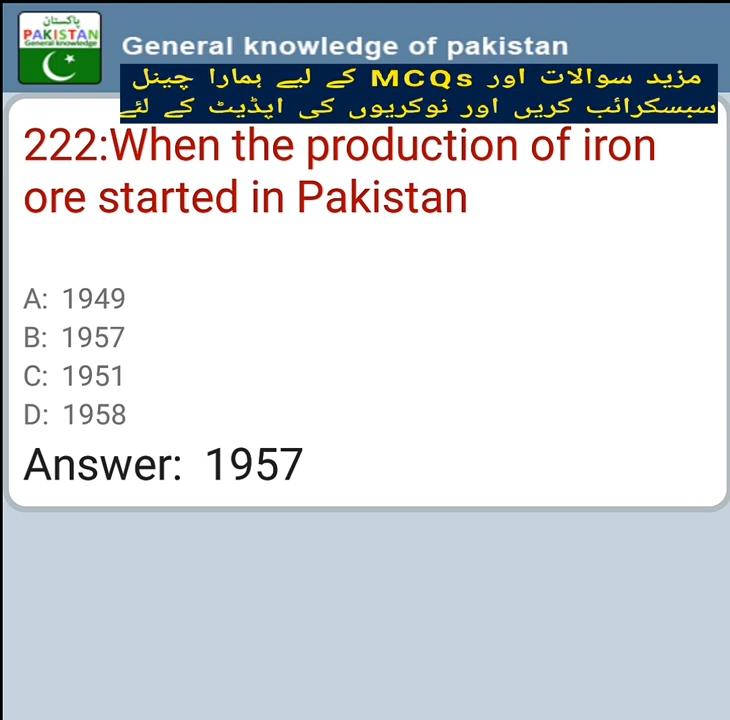 پاکستان
PAKISTAN
General knowledge
General knowledge of pakistan
مزید سوالات اور MCQs کے لیے ہمارا چینل
سبسکرائب کریں اور نوکریوں کی اپڈیٹ کے لئے
222:When the production of iron
ore started in Pakistan
A: 1949
B: 1957
C: 1951
D: 1958
Answer: 1957